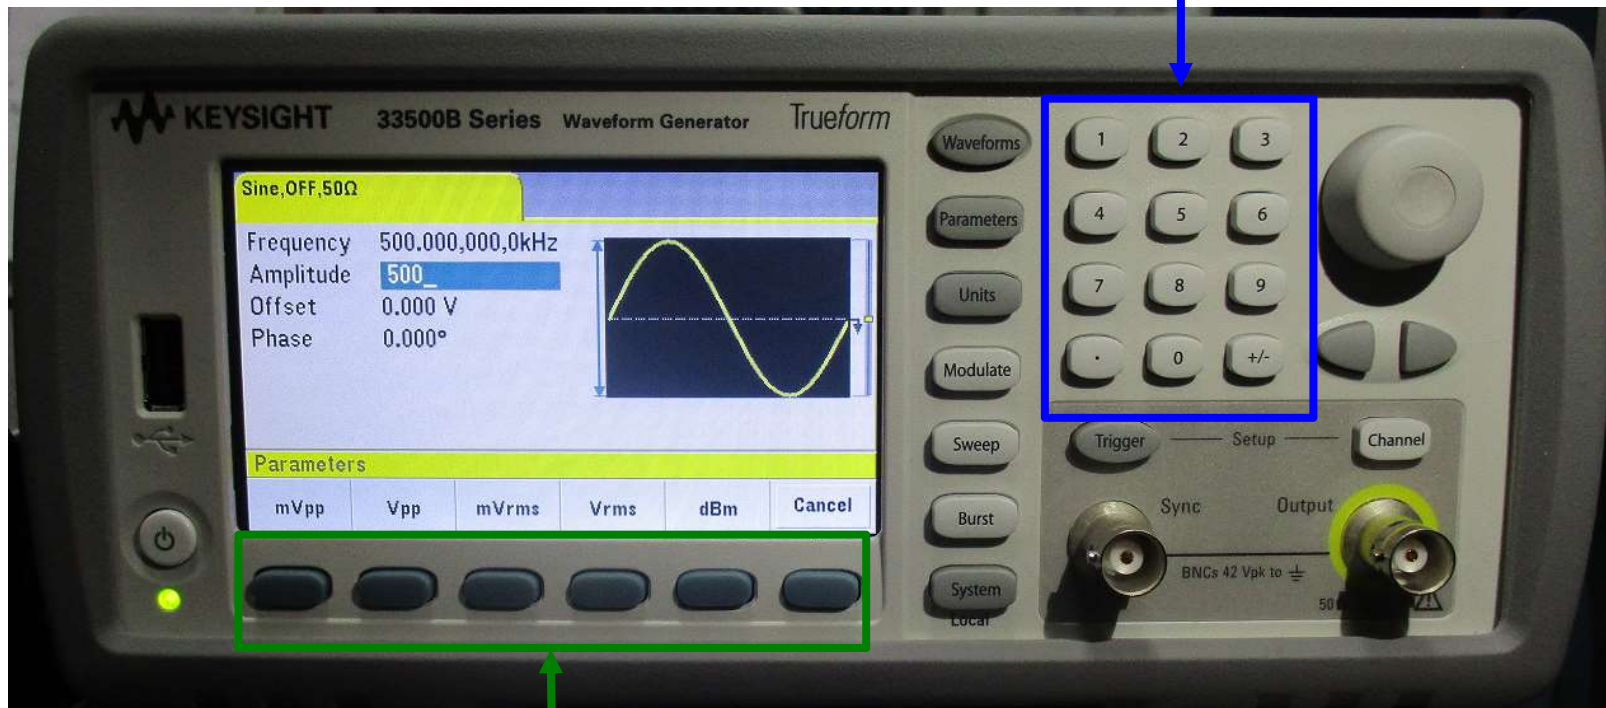 KEYSIGHT 33500B Series Waveform Generator Trueform
Sine,OFF,50Ω
Frequency 500.000,000,0kHz
Amplitude 500_
Offset 0.000 V
Phase 0.000°
Parameters
mVpp Vpp mVrms Vrms dBm Cancel
Waveforms
Parameters
Units
Modulate
Sweep
Burst
System
Local
1 2 3
4 5 6
7 8 9
. 0 +/-
Trigger Setup Channel
Sync Output
BNCs 42 Vpk to
50